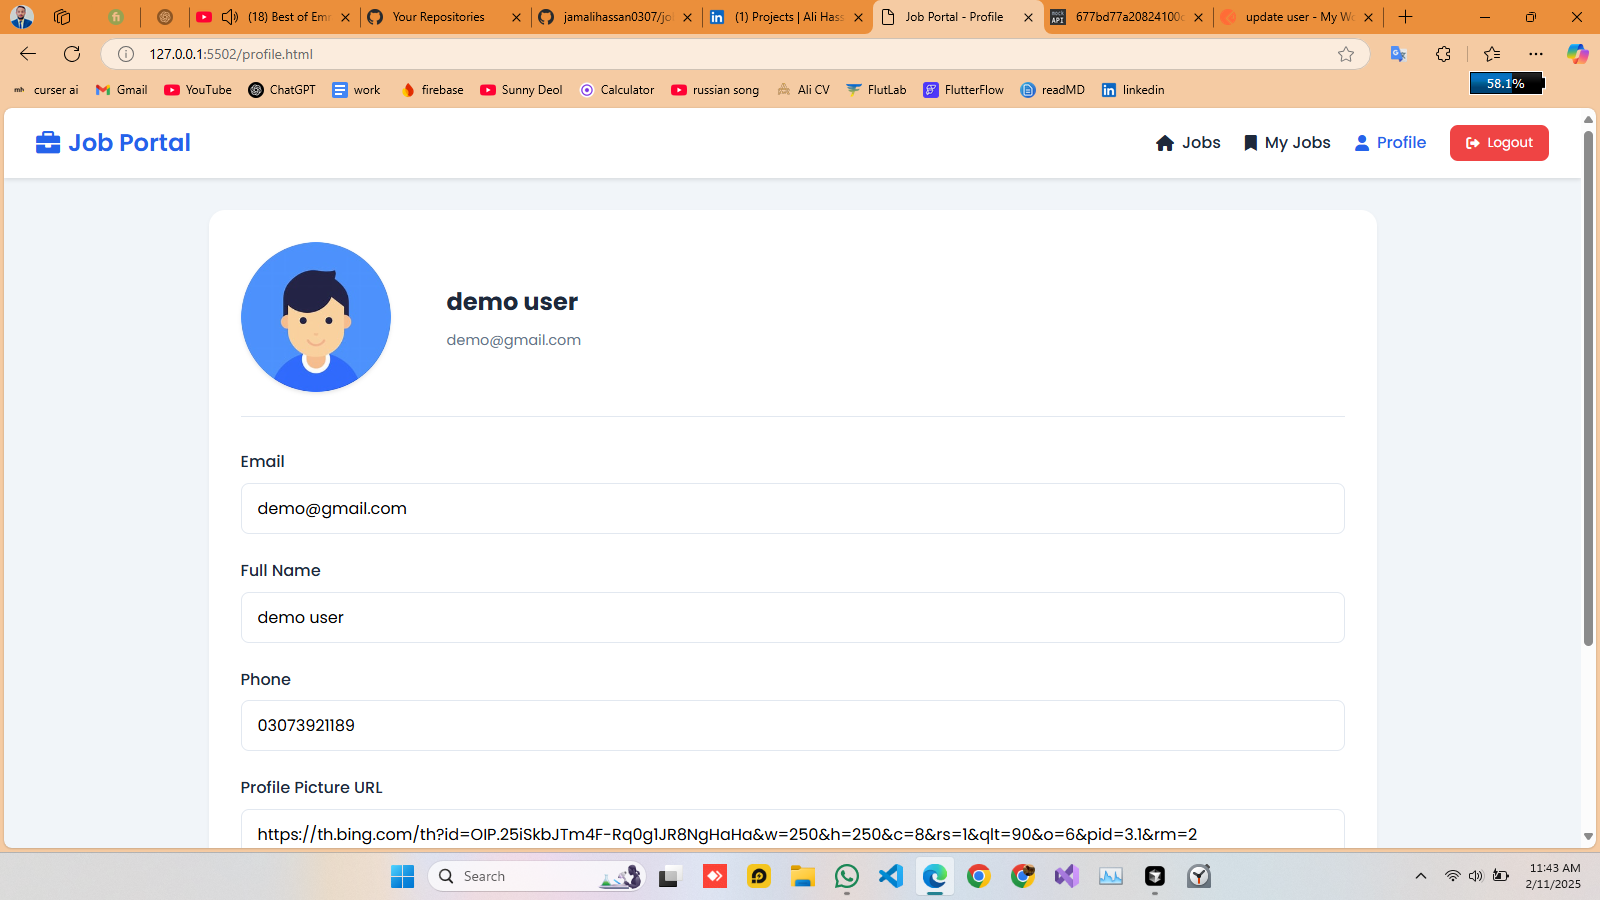 (18) Best of Emr
Your Repositories
jamalihassan0307/jo
(1) Projects | Ali Hass
Job Portal - Profile
677bd77a20824100
update user - My Wo
127.0.0.1:5502/profile.html
curser ai
Gmail
YouTube
ChatGPT
work
firebase
Sunny Deol
Calculator
russian song
Ali CV
FlutLab
FlutterFlow
readMD
linkedin
58.1%
Job Portal
Jobs
My Jobs
Profile
Logout
demo user
demo@gmail.com
Email
demo@gmail.com
Full Name
demo user
Phone
03073921189
Profile Picture URL
https://th.bing.com/th?id=OIP.25iSkbJTm4F-Rq0g1JR8NgHaHa&w=250&h=250&c=8&rs=1&qlt=90&o=6&pid=3.1&rm=2
Search
11:43 AM
2/11/2025